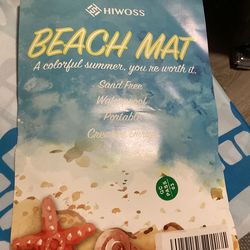 HIWOSS
BEACH MAT
A colorful summer, you're worth it.
Sand Free
Waterproof
Portable